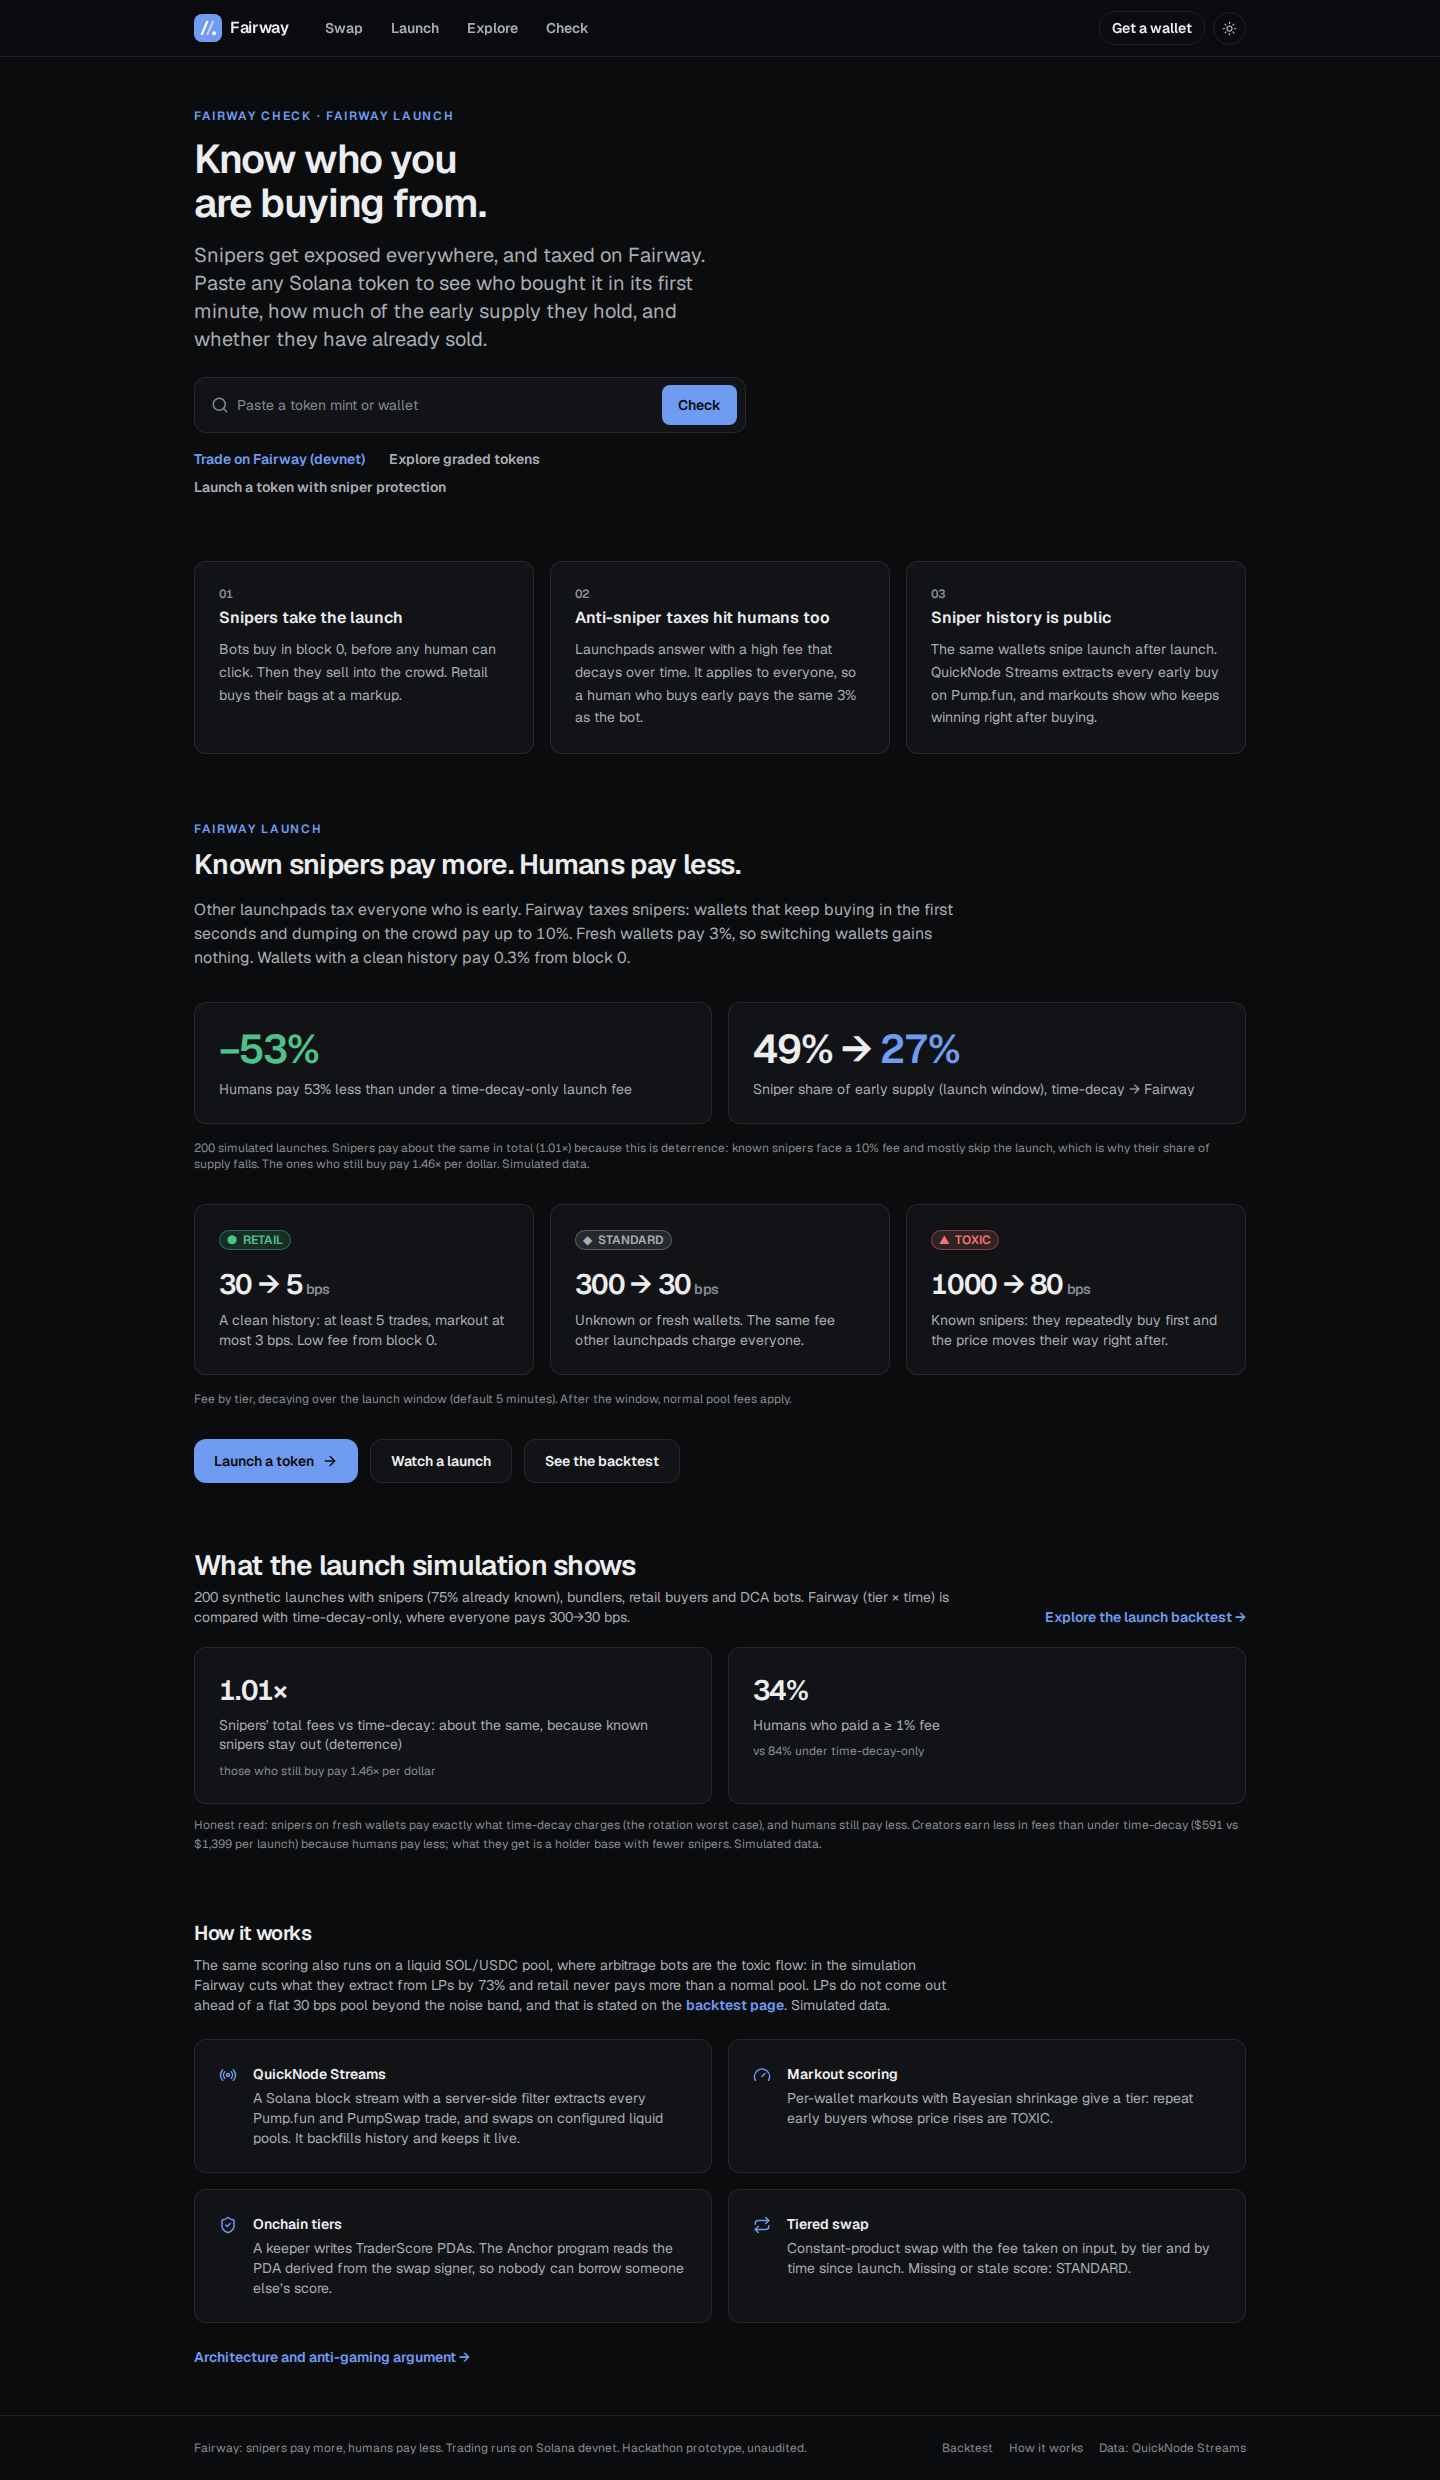 Fairway
Swap
Launch
Explore
Check
Get a wallet
FAIRWAY CHECK · FAIRWAY LAUNCH
Know who you
are buying from.
Snipers get exposed everywhere, and taxed on Fairway.
Paste any Solana token to see who bought it in its first
minute, how much of the early supply they hold, and
whether they have already sold.
Paste a token mint or wallet
Check
Trade on Fairway (devnet)
Explore graded tokens
Launch a token with sniper protection
01
Snipers take the launch
Bots buy in block 0, before any human can
click. Then they sell into the crowd. Retail
buys their bags at a markup.
02
Anti-sniper taxes hit humans too
Launchpads answer with a high fee that
decays over time. It applies to everyone, so
a human who buys early pays the same 3%
as the bot.
03
Sniper history is public
The same wallets snipe launch after launch.
QuickNode Streams extracts every early buy
on Pump.fun, and markouts show who keeps
winning right after buying.
FAIRWAY LAUNCH
Known snipers pay more. Humans pay less.
Other launchpads tax everyone who is early. Fairway taxes snipers: wallets that keep buying in the first
seconds and dumping on the crowd pay up to 10%. Fresh wallets pay 3%, so switching wallets gains
nothing. Wallets with a clean history pay 0.3% from block 0.
–53%
Humans pay 53% less than under a time-decay-only launch fee
49% → 27%
Sniper share of early supply (launch window), time-decay → Fairway
200 simulated launches. Snipers pay about the same in total (1.01×) because this is deterrence: known snipers face a 10% fee and mostly skip the launch, which is why their share of
supply falls. The ones who still buy pay 1.46× per dollar. Simulated data.
RETAIL
30 → 5 bps
A clean history: at least 5 trades, markout at
most 3 bps. Low fee from block 0.
STANDARD
300 → 30 bps
Unknown or fresh wallets. The same fee
other launchpads charge everyone.
TOXIC
1000 → 80 bps
Known snipers: they repeatedly buy first and
the price moves their way right after.
Fee by tier, decaying over the launch window (default 5 minutes). After the window, normal pool fees apply.
Launch a token →
Watch a launch
See the backtest
What the launch simulation shows
200 synthetic launches with snipers (75% already known), bundlers, retail buyers and DCA bots. Fairway (tier × time) is
compared with time-decay-only, where everyone pays 300→30 bps.
Explore the launch backtest →
1.01×
Snipers' total fees vs time-decay: about the same, because known
snipers stay out (deterrence)
those who still buy pay 1.46× per dollar
34%
Humans who paid a ≥ 1% fee
vs 84% under time-decay-only
Honest read: snipers on fresh wallets pay exactly what time-decay charges (the rotation worst case), and humans still pay less. Creators earn less in fees than under time-decay ($591 vs
$1,399 per launch) because humans pay less; what they get is a holder base with fewer snipers. Simulated data.
How it works
The same scoring also runs on a liquid SOL/USDC pool, where arbitrage bots are the toxic flow: in the simulation
Fairway cuts what they extract from LPs by 73% and retail never pays more than a normal pool. LPs do not come out
ahead of a flat 30 bps pool beyond the noise band, and that is stated on the backtest page. Simulated data.
QuickNode Streams
A Solana block stream with a server-side filter extracts every
Pump.fun and PumpSwap trade, and swaps on configured liquid
pools. It backfills history and keeps it live.
Markout scoring
Per-wallet markouts with Bayesian shrinkage give a tier: repeat
early buyers whose price rises are TOXIC.
Onchain tiers
A keeper writes TraderScore PDAs. The Anchor program reads the
PDA derived from the swap signer, so nobody can borrow someone
else's score.
Tiered swap
Constant-product swap with the fee taken on input, by tier and by
time since launch. Missing or stale score: STANDARD.
Architecture and anti-gaming argument →
Fairway: snipers pay more, humans pay less. Trading runs on Solana devnet. Hackathon prototype, unaudited.
Backtest
How it works
Data: QuickNode Streams